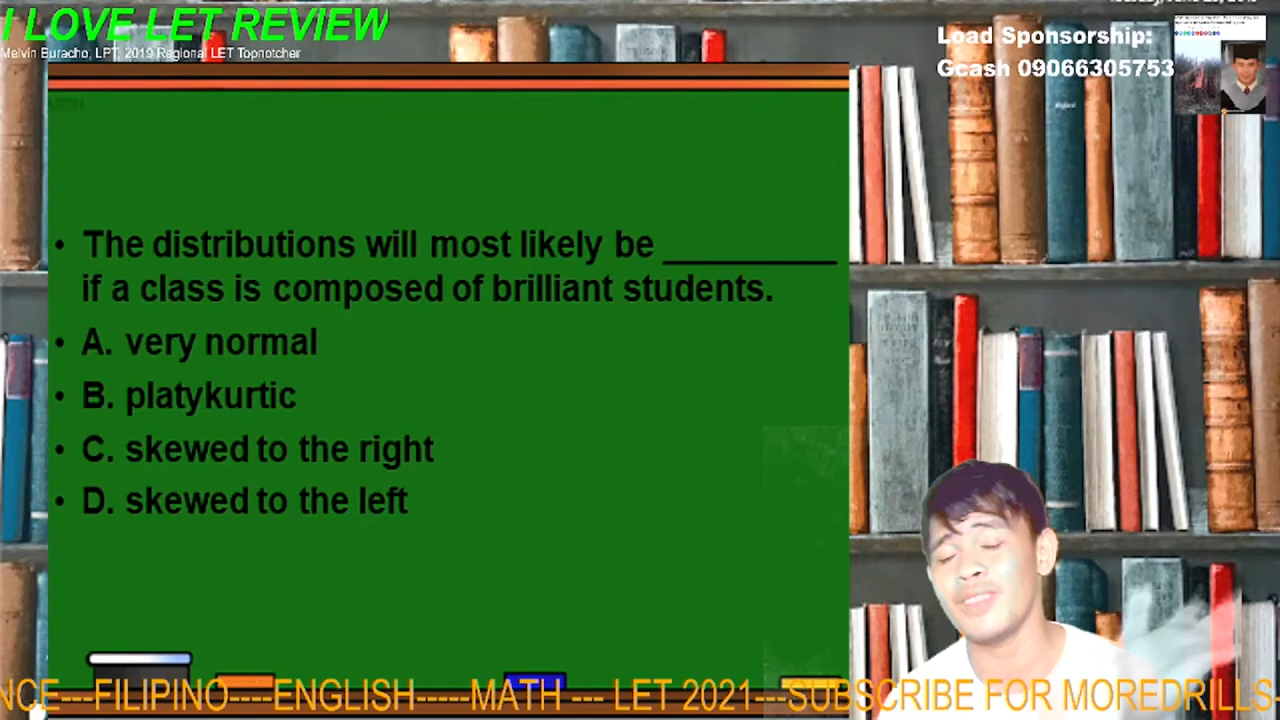 I LOVE LET REVIEW
Melvin Buracho, LPT, 2019 Regional LET Topnotcher
Load Sponsorship:
Gcash 09066305753
• The distributions will most likely be __________
if a class is composed of brilliant students.
• A. very normal
• B. platykurtic
• C. skewed to the right
• D. skewed to the left
NCE---FILIPINO----ENGLISH-----MATH --- LET 2021---SUBSCRIBE FOR MOREDRILLS